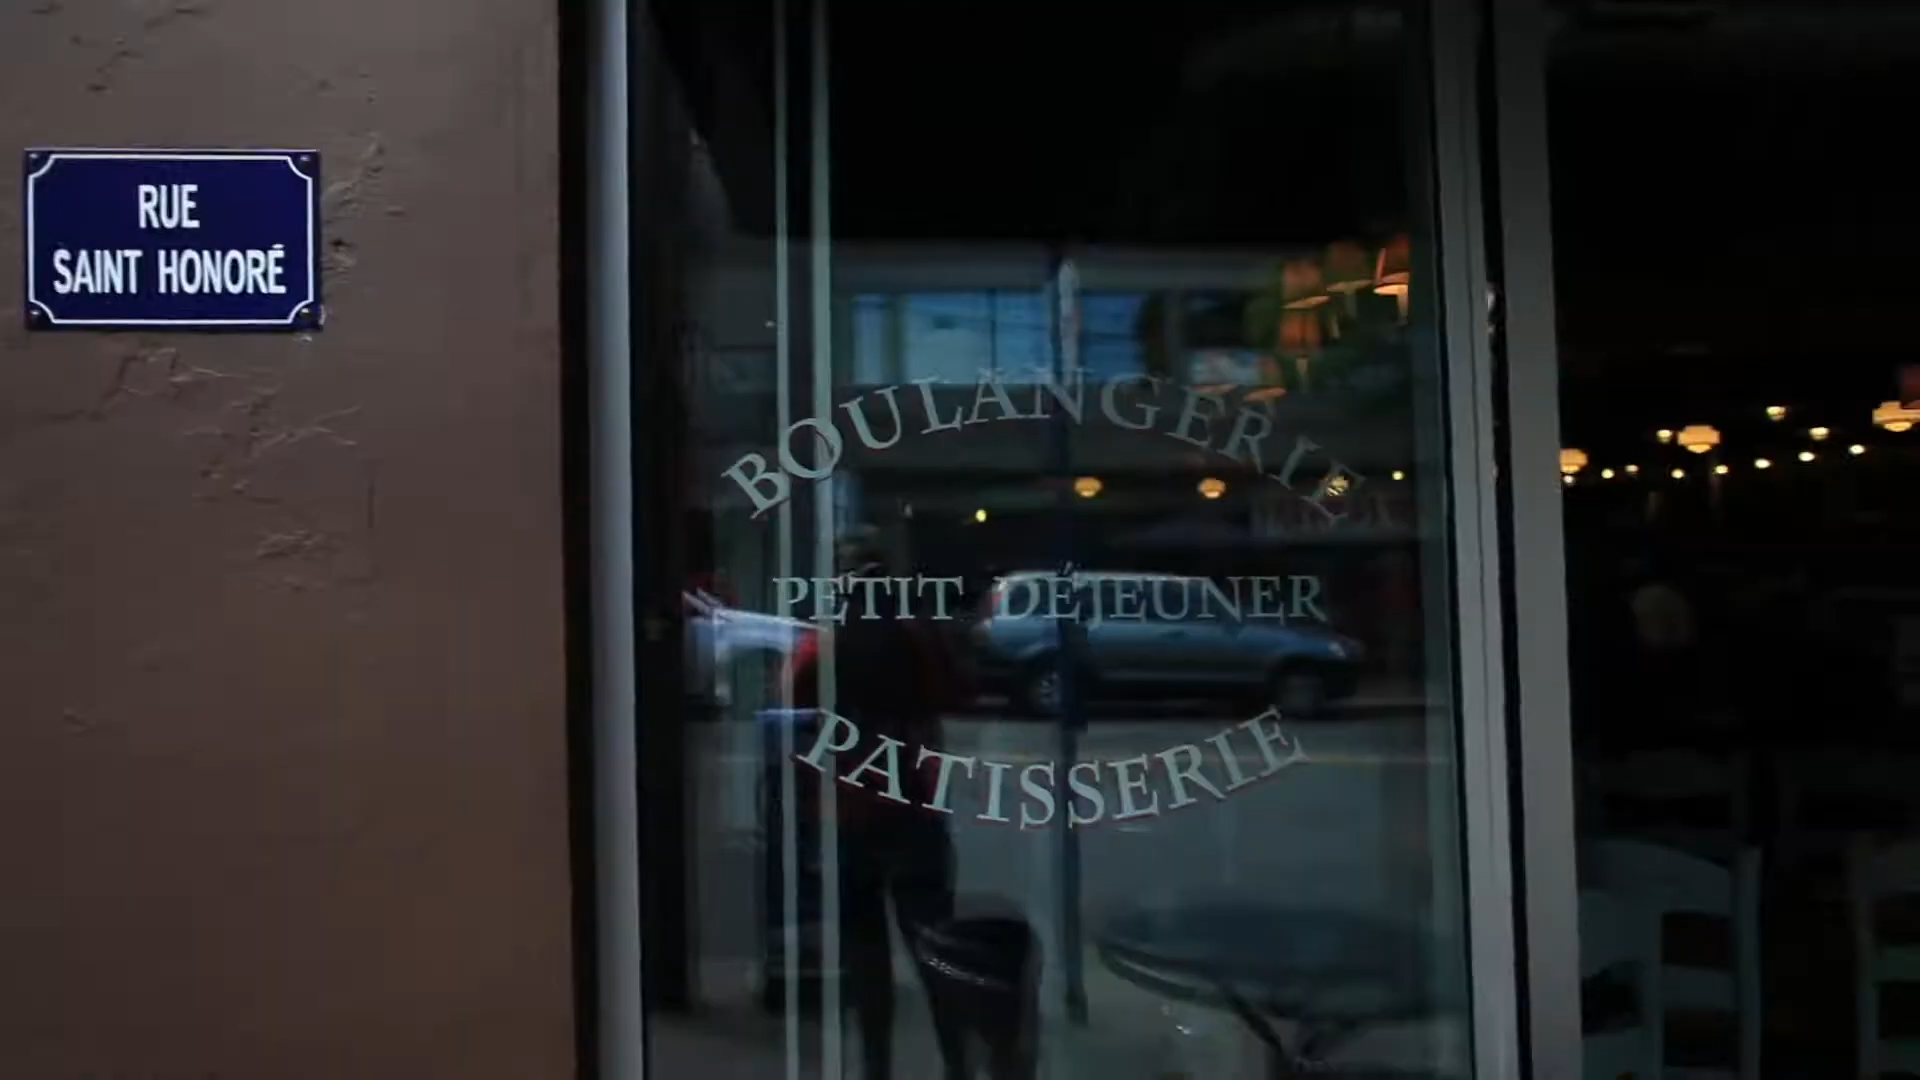 RUE
SAINT HONORÉ
BOULANGERIE
PETIT DÉJEUNER
PATISSERIE